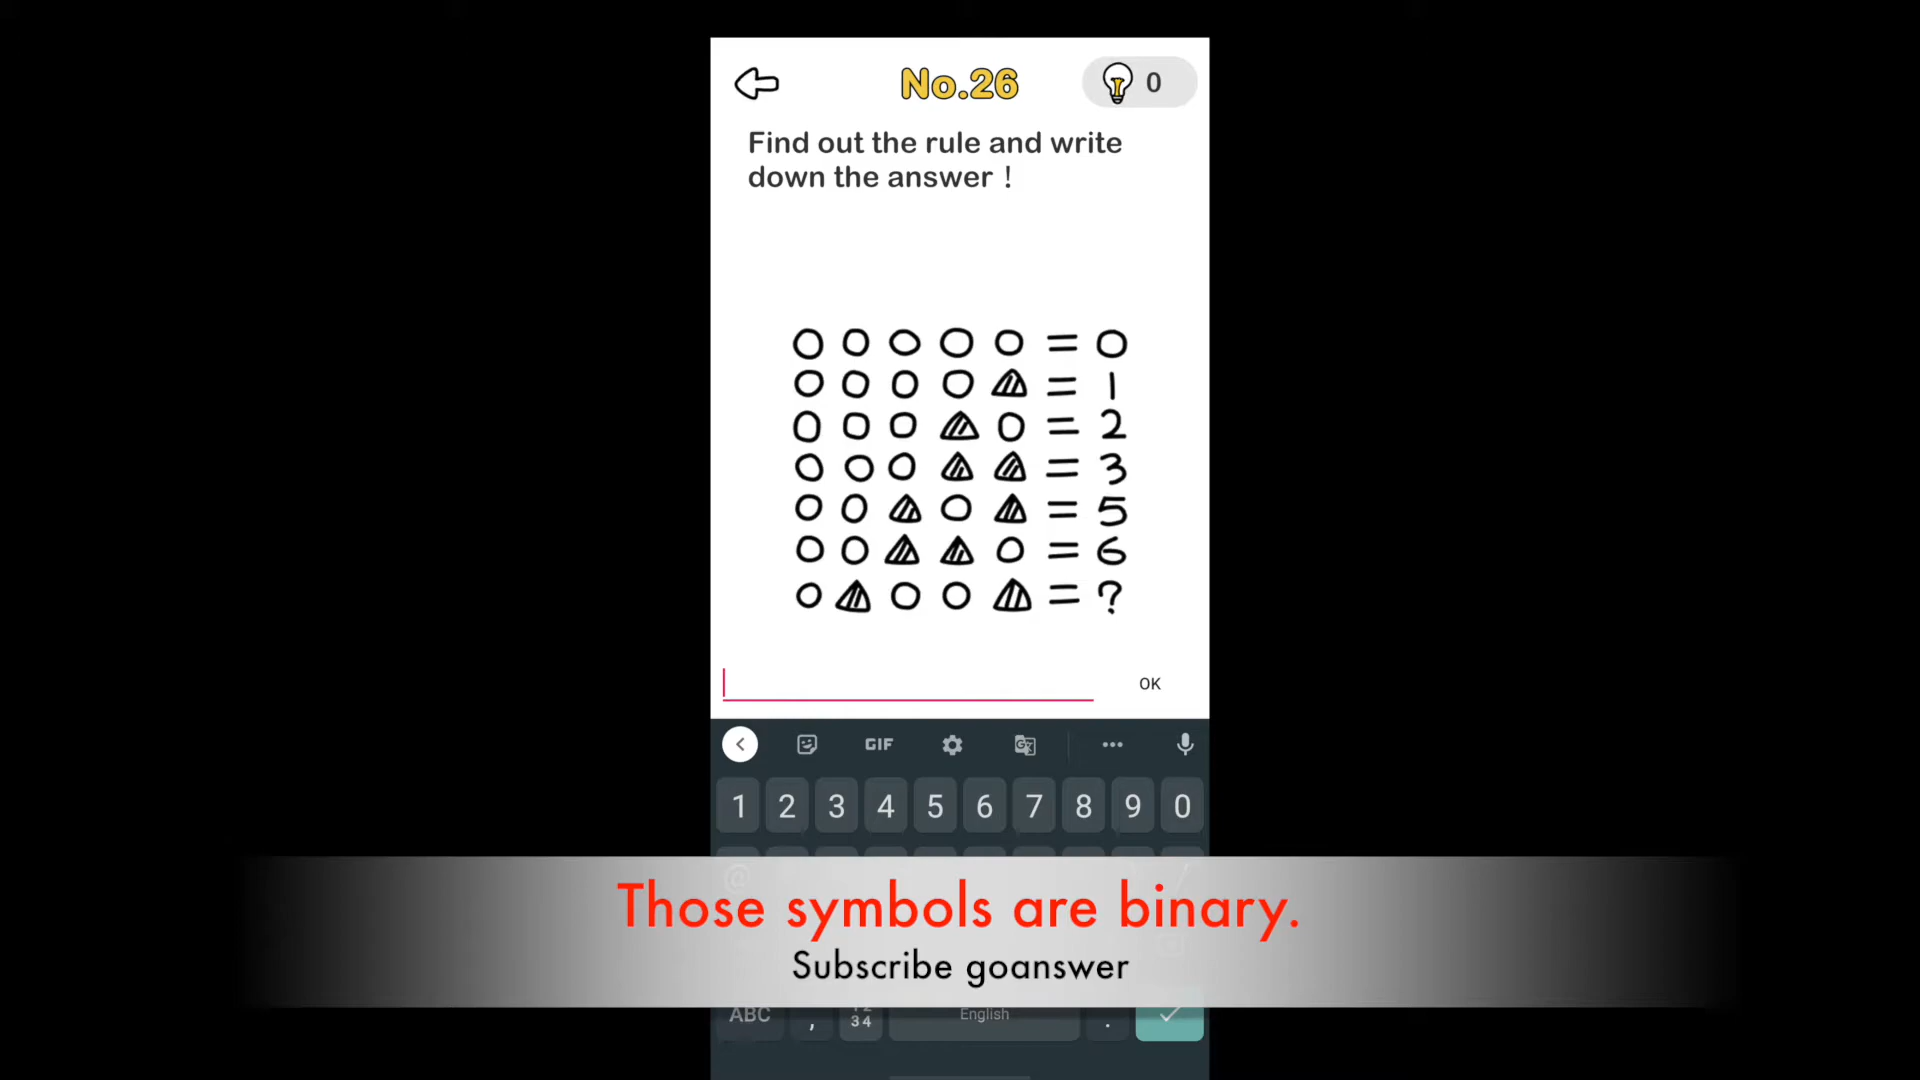 No.26
0
Find out the rule and write
down the answer !
O O O O O = 0
O O O O △ = 1
O O O △ O = 2
O O O △ △ = 3
O O △ O △ = 5
O O △ △ O = 6
O △ O O △ = ?
OK
GIF
1 2 3 4 5 6 7 8 9 0
Those symbols are binary.
Subscribe goanswer
ABC , 34 English .